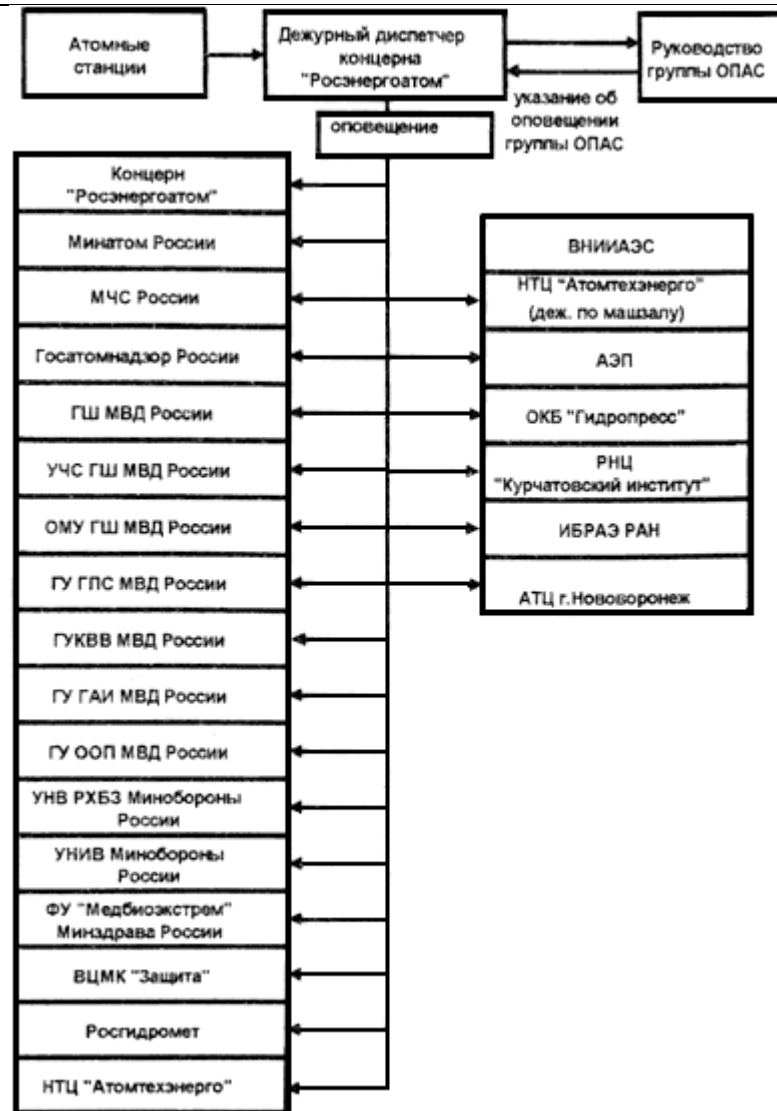 Атомные
станции
Дежурный диспетчер
концерна
"Росэнергоатом"
Руководство
группы ОПАС
указание об
оповещении
группы ОПАС
оповещение
Концерн
"Росэнергоатом"
Минатом России
МЧС России
Госатомнадзор России
ГШ МВД России
УЧС ГШ МВД России
ОМУ ГШ МВД России
ГУ ГПС МВД России
ГУКВВ МВД России
ГУ ГАИ МВД России
ГУ ООП МВД России
УНВ РХБЗ Минобороны
России
УНИВ Минобороны
России
ФУ "Медбиоэкстрем"
Минздрава России
ВЦМК "Защита"
Росгидромет
НТЦ "Атомтехэнерго"
ВНИИАЭС
НТЦ "Атомтехэнерго"
(деж. по машзалу)
АЭП
ОКБ "Гидропресс"
РНЦ
"Курчатовский институт"
ИБРАЭ РАН
АТЦ г.Нововоронеж